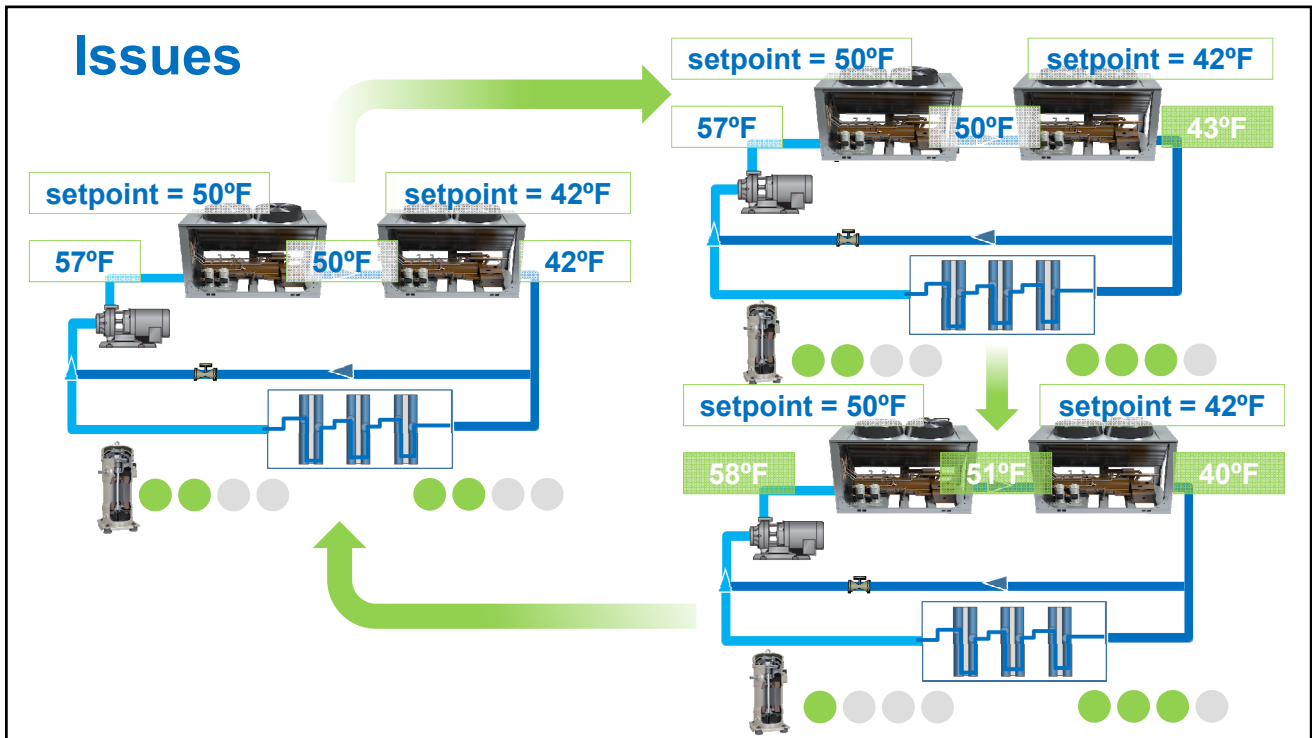 Issues
setpoint = 50ºF
setpoint = 42ºF
57ºF
50ºF
42ºF
setpoint = 50ºF
setpoint = 42ºF
57ºF
50ºF
43ºF
setpoint = 50ºF
setpoint = 42ºF
58ºF
51ºF
40ºF